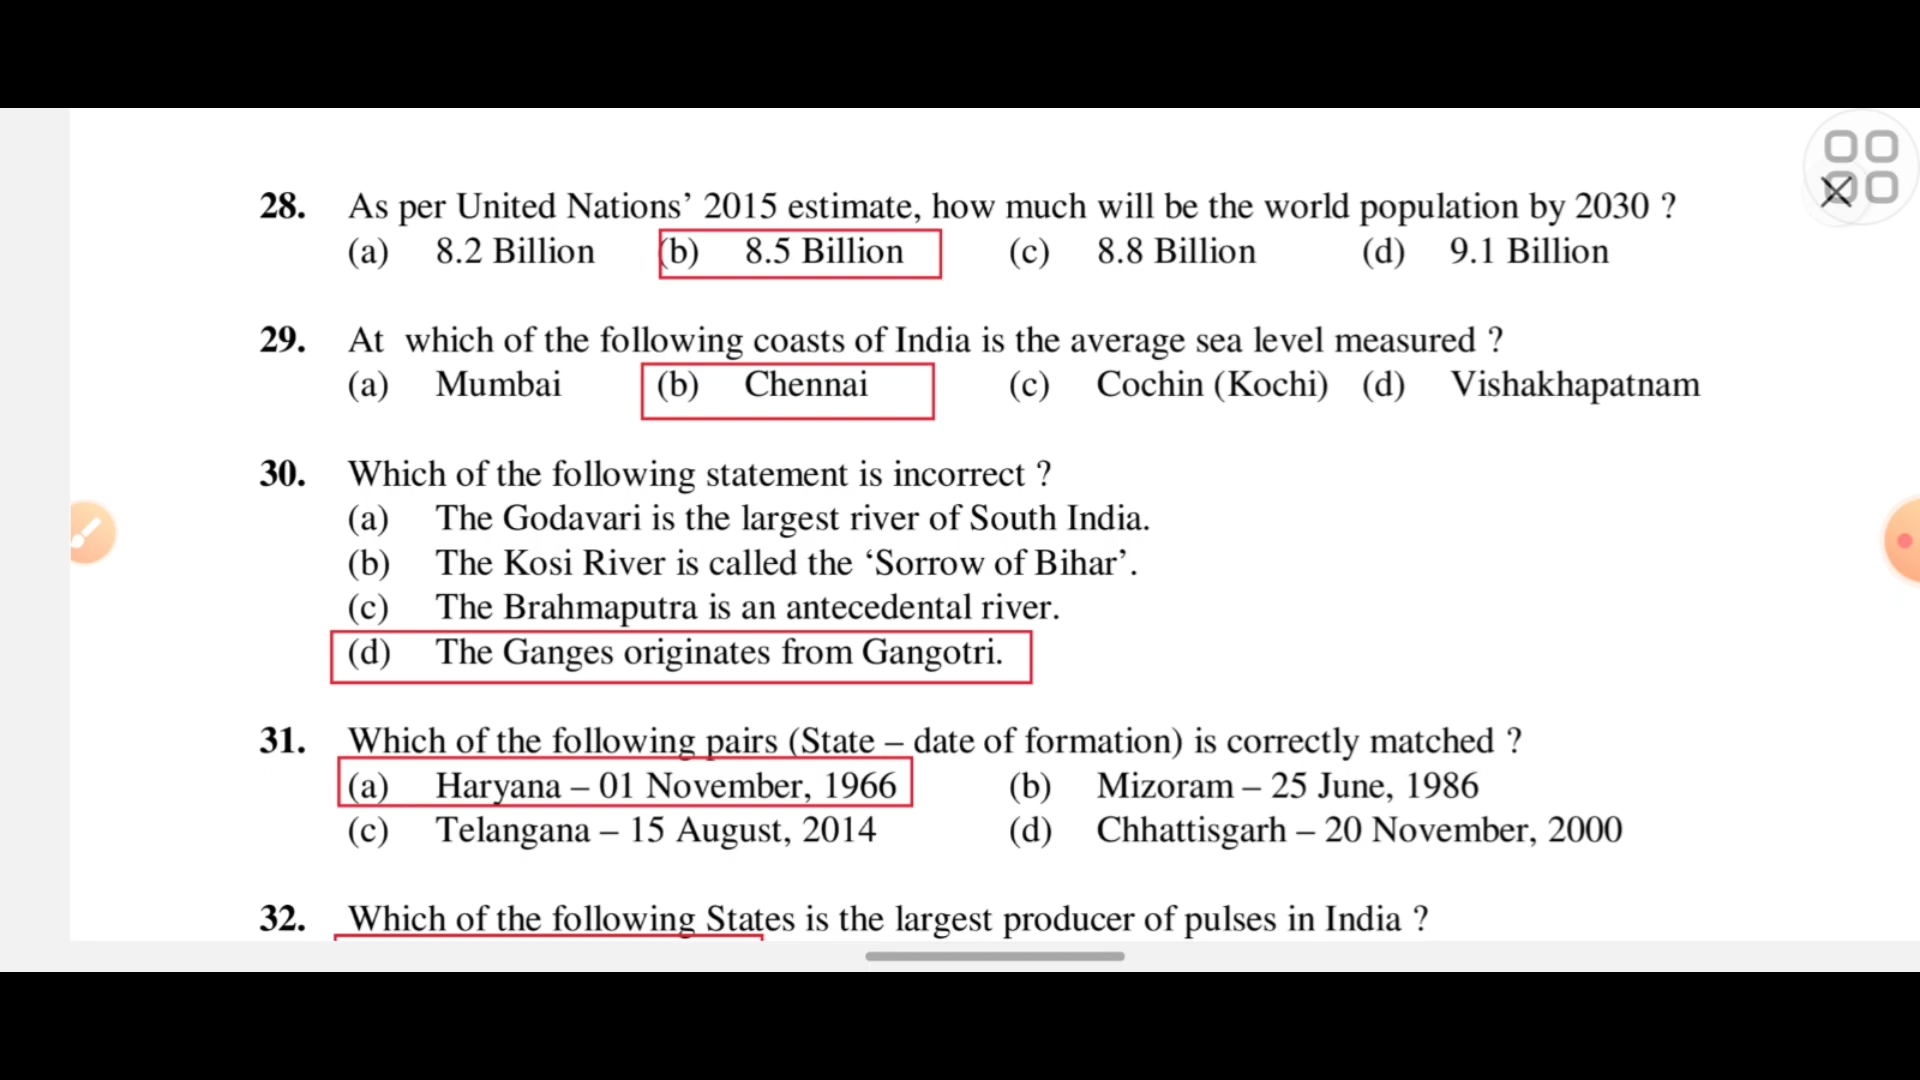 28. As per United Nations’ 2015 estimate, how much will be the world population by 2030 ?
(a) 8.2 Billion (b) 8.5 Billion (c) 8.8 Billion (d) 9.1 Billion
29. At which of the following coasts of India is the average sea level measured ?
(a) Mumbai (b) Chennai (c) Cochin (Kochi) (d) Vishakhapatnam
30. Which of the following statement is incorrect ?
(a) The Godavari is the largest river of South India.
(b) The Kosi River is called the ‘Sorrow of Bihar’.
(c) The Brahmaputra is an antecedental river.
(d) The Ganges originates from Gangotri.
31. Which of the following pairs (State – date of formation) is correctly matched ?
(a) Haryana – 01 November, 1966 (b) Mizoram – 25 June, 1986
(c) Telangana – 15 August, 2014 (d) Chhattisgarh – 20 November, 2000
32. Which of the following States is the largest producer of pulses in India ?